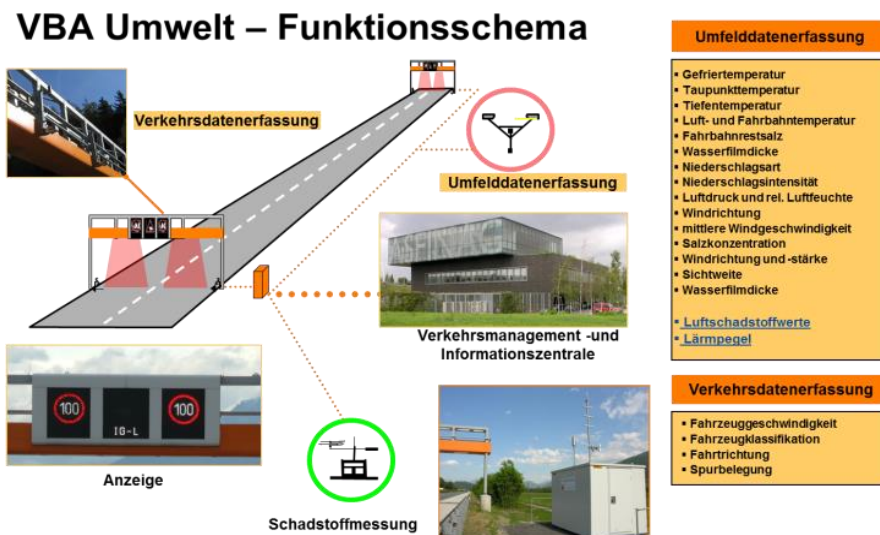 VBA Umwelt – Funktionsschema
Verkehrsdatenerfassung
Umfelddatenerfassung
Verkehrsmanagement -und
Informationszentrale
100
IG-L
100
Anzeige
Schadstoffmessung
Umfelddatenerfassung
▪ Gefriertemperatur
▪ Taupunkttemperatur
▪ Tiefentemperatur
▪ Luft- und Fahrbahntemperatur
▪ Fahrbahnrestsalz
▪ Wasserfilmdicke
▪ Niederschlagsart
▪ Niederschlagsintensität
▪ Luftdruck und rel. Luftfeuchte
▪ Windrichtung
▪ mittlere Windgeschwindigkeit
▪ Salzkonzentration
▪ Windrichtung und -stärke
▪ Sichtweite
▪ Wasserfilmdicke
▪ Luftschadstoffwerte
▪ Lärmpegel
Verkehrsdatenerfassung
▪ Fahrzeuggeschwindigkeit
▪ Fahrzeugklassifikation
▪ Fahrtrichtung
▪ Spurbelegung